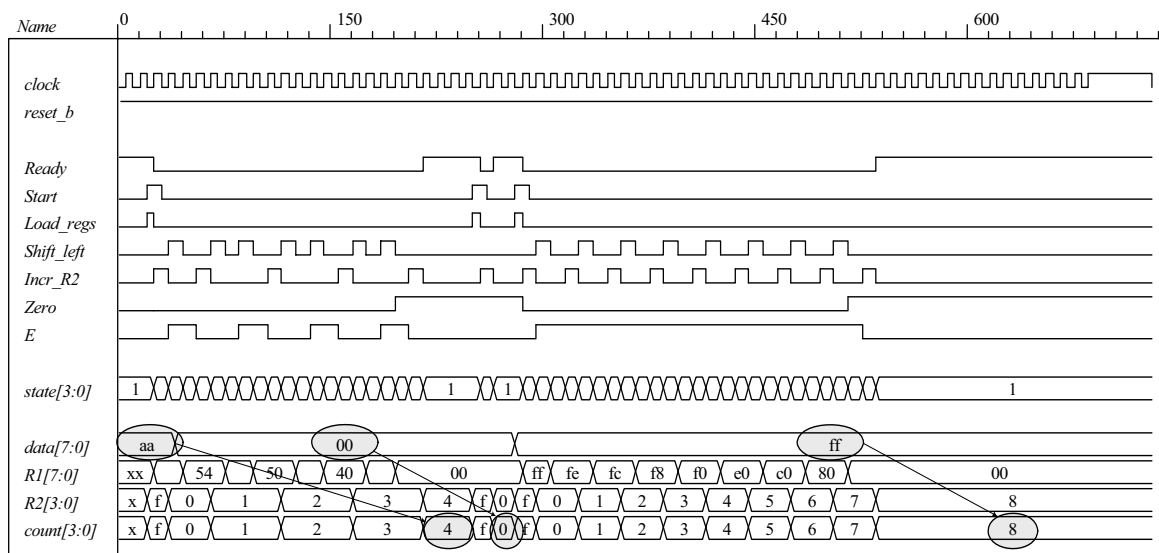 Name 0 150 300 450 600
clock
reset_b
Ready
Start
Load_regs
Shift_left
Incr_R2
Zero
E
state[3:0] 1 1 1 1
data[7:0] aa 00 ff
R1[7:0] xx 54 50 40 00 ff fe fc f8 f0 e0 c0 80 00
R2[3:0] x f 0 1 2 3 4 f 0 f 0 1 2 3 4 5 6 7 8
count[3:0] x f 0 1 2 3 4 f 0 f 0 1 2 3 4 5 6 7 8